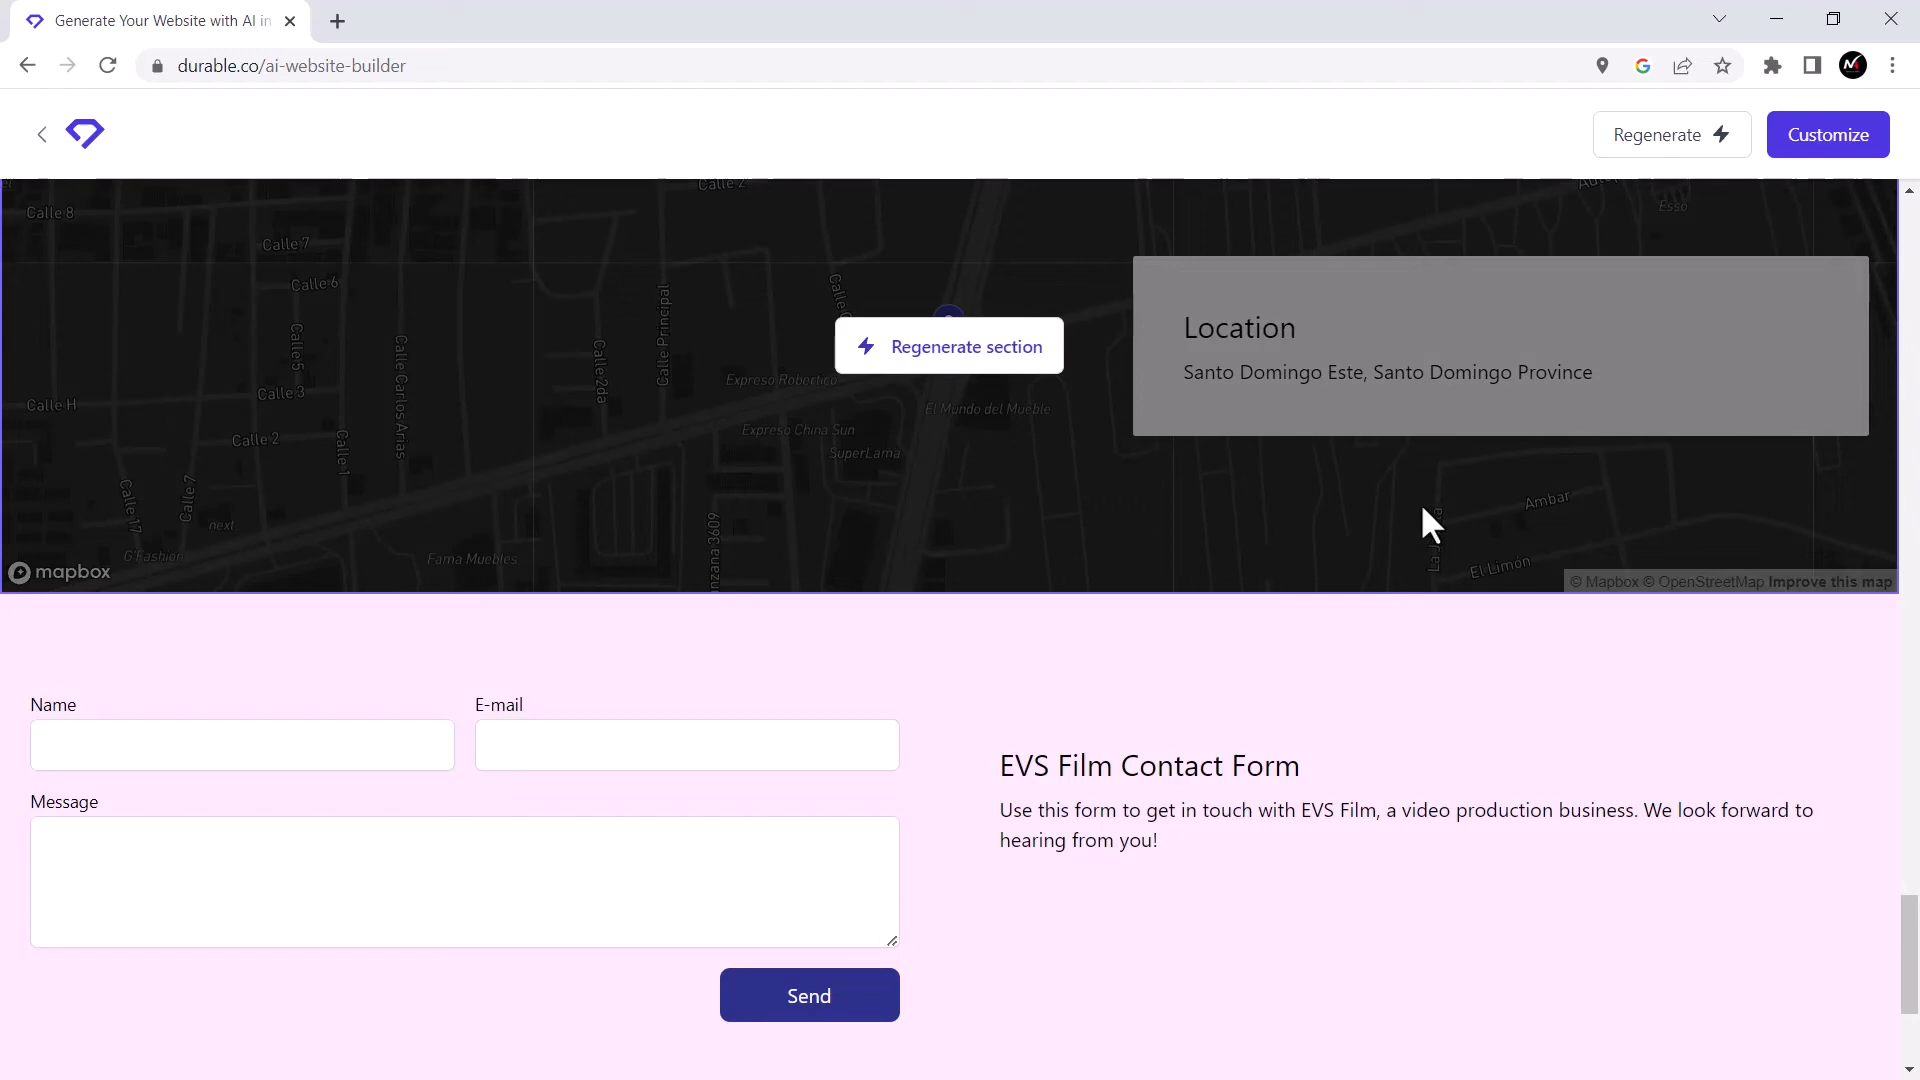 Generate Your Website with AI in
durable.co/ai-website-builder
Regenerate
Customize
Calle 2
Esso
Calle 8
Calle 7
Calle 6
Calle 5
Calle Carlos Arias
Calle 2da
Calle Principal
Calle 3
Calle H
Calle 2
Calle 1
Expreso Robertico
El Mundo del Mueble
Expreso China Sun
SuperLama
Regenerate section
Location
Santo Domingo Este, Santo Domingo Province
Calle 17
Calle 7
next
G'Fashion
Fama Muebles
Ambar
El Limón
mapbox
© Mapbox © OpenStreetMap Improve this map
Name
E-mail
Message
Send
EVS Film Contact Form
Use this form to get in touch with EVS Film, a video production business. We look forward to
hearing from you!